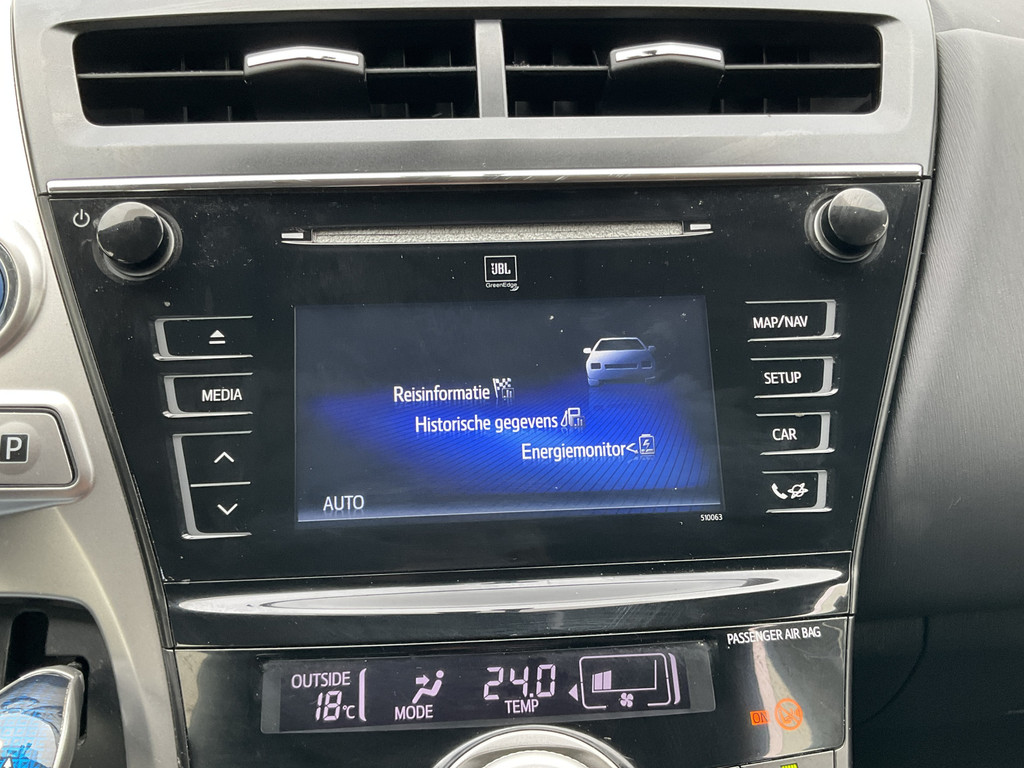 JBL
GreenEdge
MEDIA
MAP/NAV
SETUP
CAR
Reisinformatie
Historische gegevens
Energiemonitor
AUTO
510063
P
PASSENGER AIR BAG
OUTSIDE
18°C
MODE
24.0
TEMP
ON